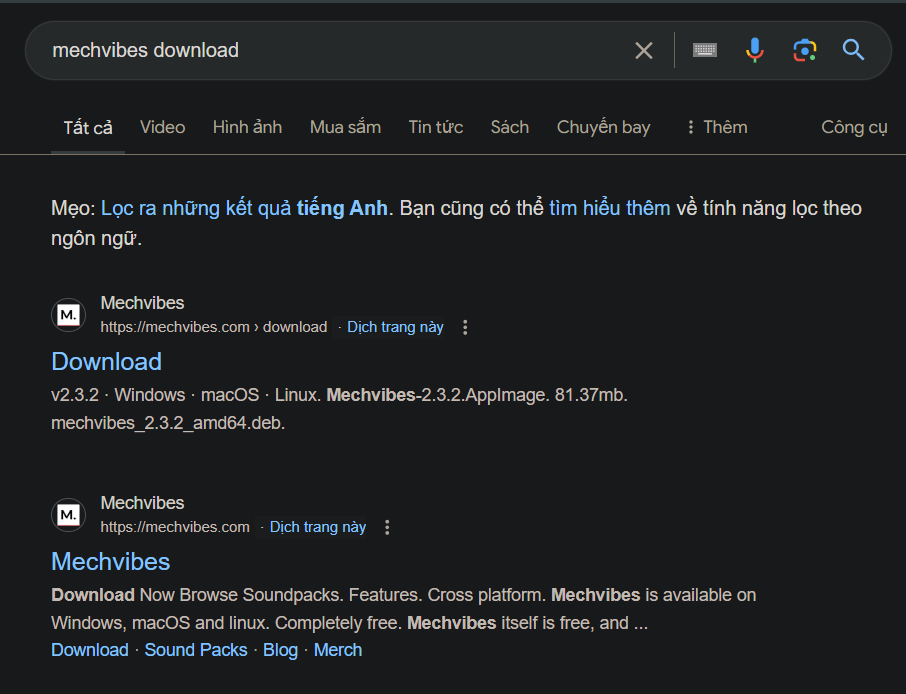 mechvibes download
Tất cả Video Hình ảnh Mua sắm Tin tức Sách Chuyến bay Thêm Công cụ
Mẹo: Lọc ra những kết quả tiếng Anh. Bạn cũng có thể tìm hiểu thêm về tính năng lọc theo
ngôn ngữ.
M. Mechvibes
https://mechvibes.com › download · Dịch trang này
Download
v2.3.2 · Windows · macOS · Linux. Mechvibes-2.3.2.AppImage. 81.37mb.
mechvibes_2.3.2_amd64.deb.
M. Mechvibes
https://mechvibes.com · Dịch trang này
Mechvibes
Download Now Browse Soundpacks. Features. Cross platform. Mechvibes is available on
Windows, macOS and linux. Completely free. Mechvibes itself is free, and ...
Download · Sound Packs · Blog · Merch